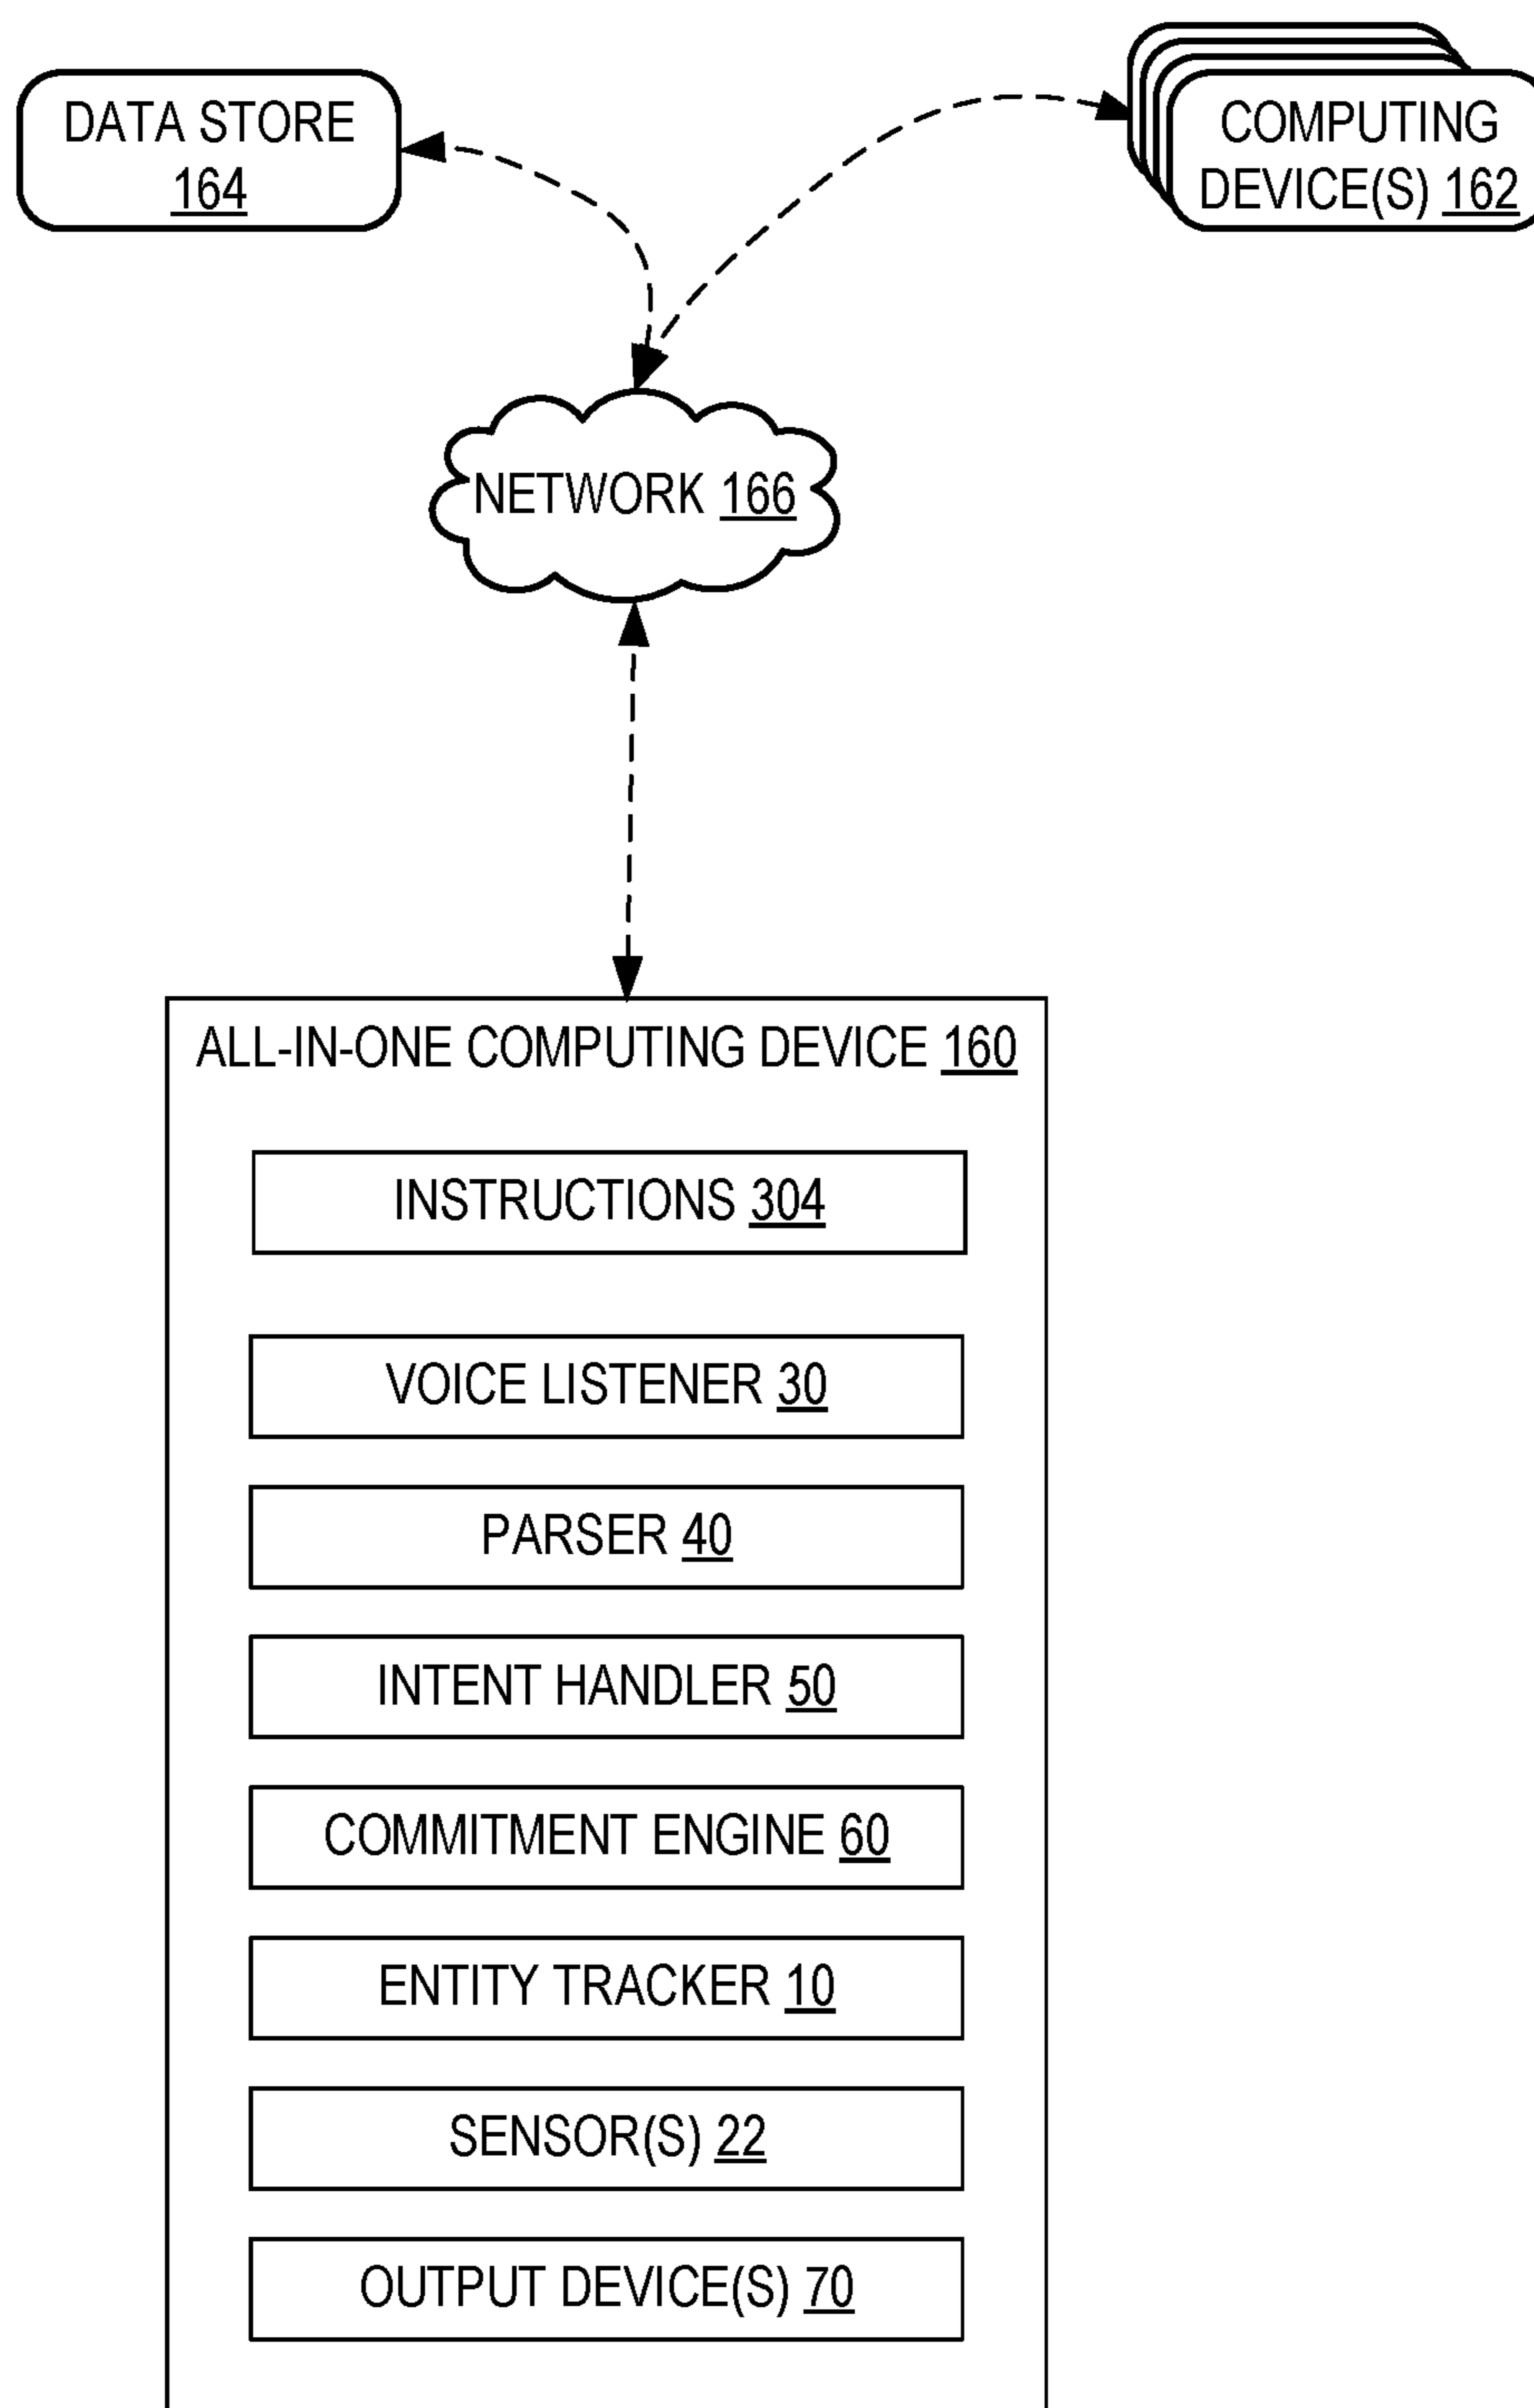 DATA STORE
164
COMPUTING
DEVICE(S) 162
NETWORK 166
ALL-IN-ONE COMPUTING DEVICE 160
INSTRUCTIONS 304
VOICE LISTENER 30
PARSER 40
INTENT HANDLER 50
COMMITMENT ENGINE 60
ENTITY TRACKER 10
SENSOR(S) 22
OUTPUT DEVICE(S) 70